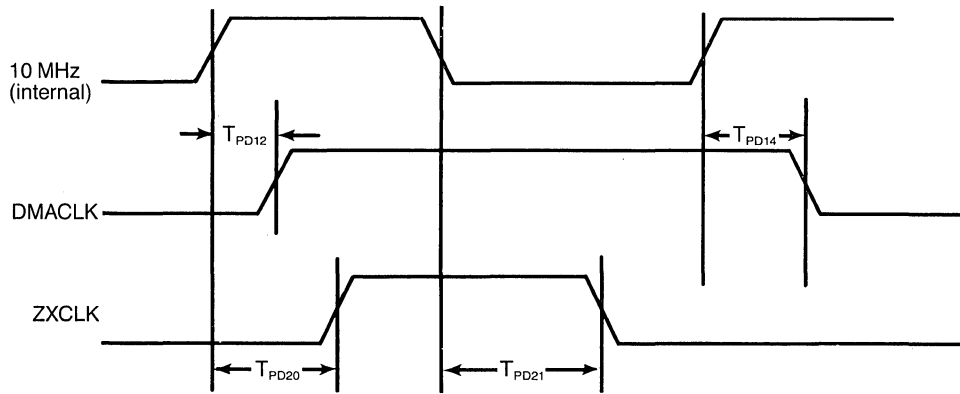 10 MHz
(internal)
TPD12
TPD14
DMACLK
ZXCLK
TPD20
TPD21